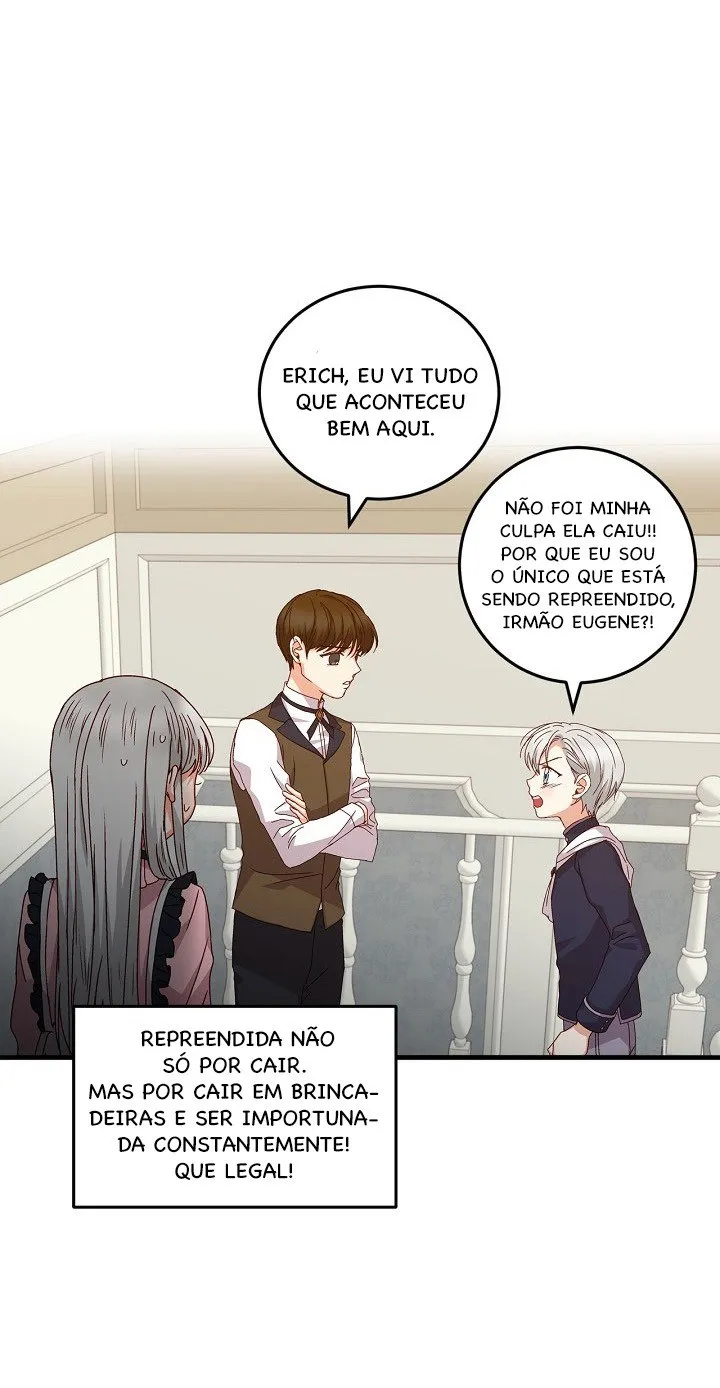 ERICH, EU VI TUDO
QUE ACONTECEU
BEM AQUI.
NÃO FOI MINHA
CULPA ELA CAIU!!
POR QUE EU SOU
O ÚNICO QUE ESTÁ
SENDO REPREENDIDO,
IRMÃO EUGENE?!
REPREENDIDA NÃO
SÓ POR CAIR.
MAS POR CAIR EM BRINCA-
DEIRAS E SER IMPORTUNA-
DA CONSTANTEMENTE!
QUE LEGAL!